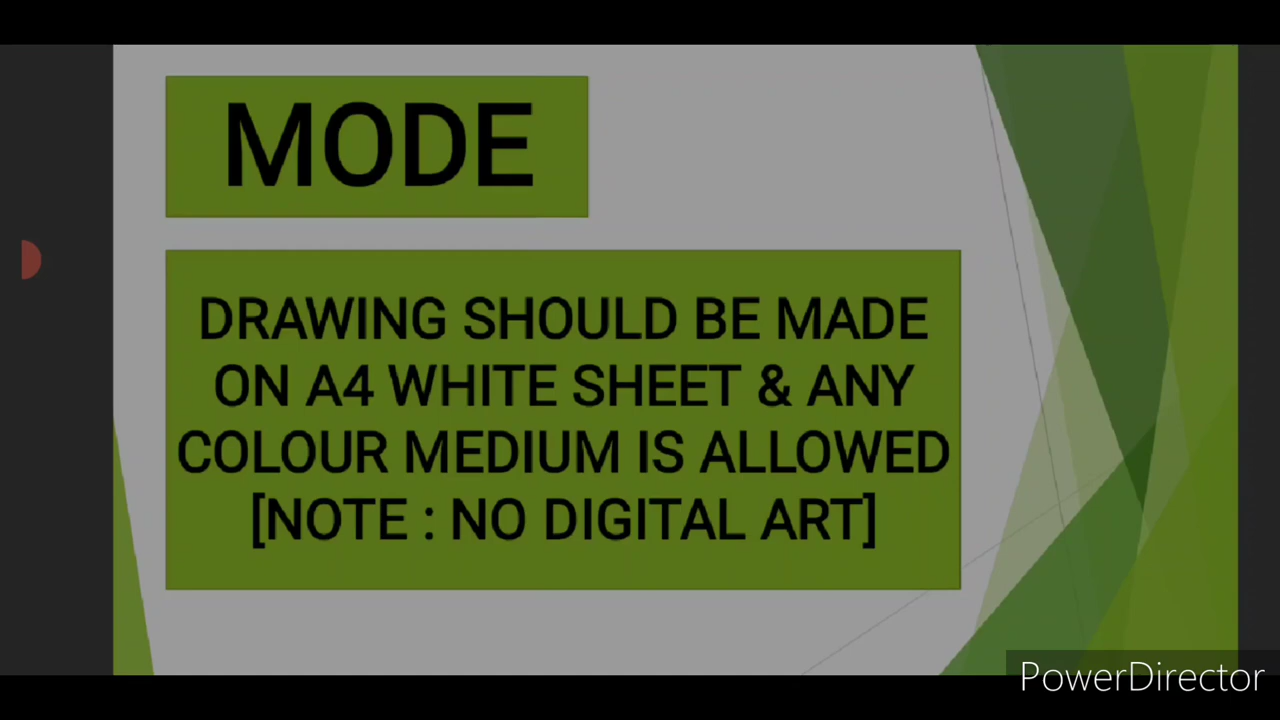 MODE
DRAWING SHOULD BE MADE
ON A4 WHITE SHEET & ANY
COLOUR MEDIUM IS ALLOWED
[NOTE : NO DIGITAL ART]
PowerDirector